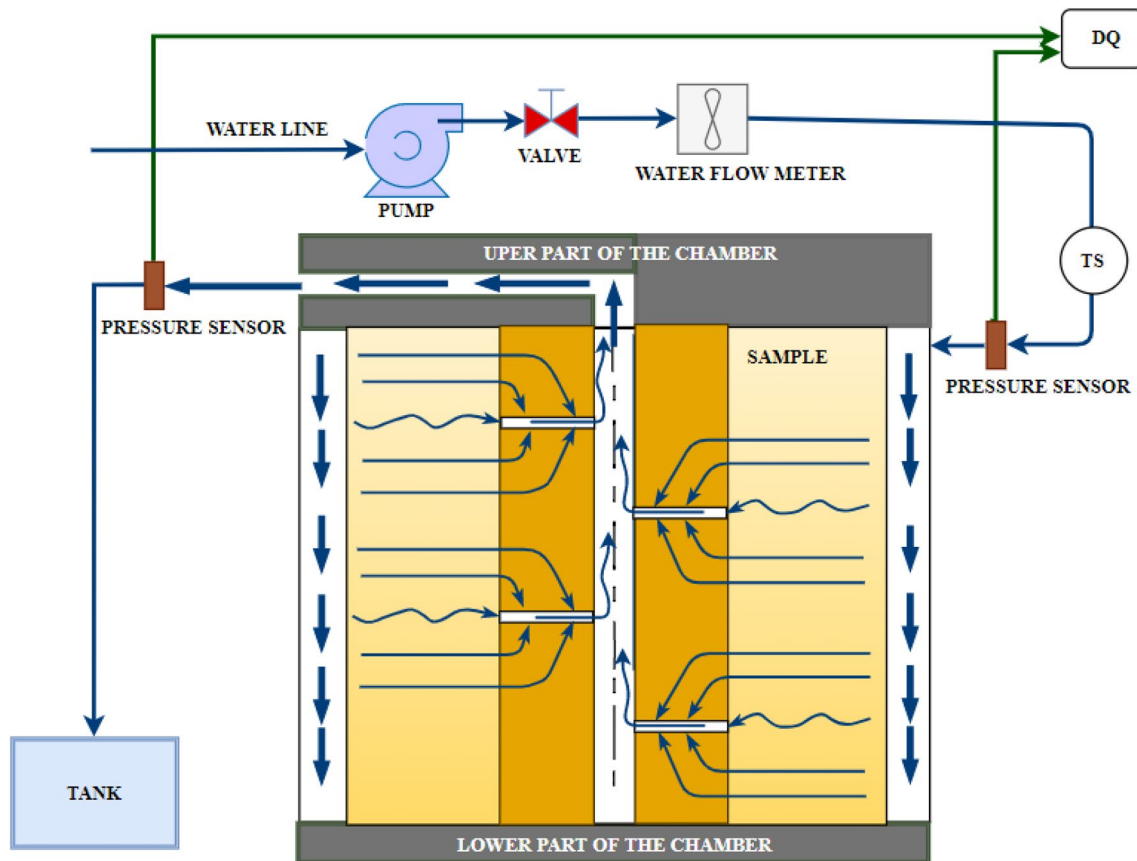 DQ
WATER LINE
VALVE
WATER FLOW METER
PUMP
UPER PART OF THE CHAMBER
TS
PRESSURE SENSOR
SAMPLE
PRESSURE SENSOR
TANK
LOWER PART OF THE CHAMBER